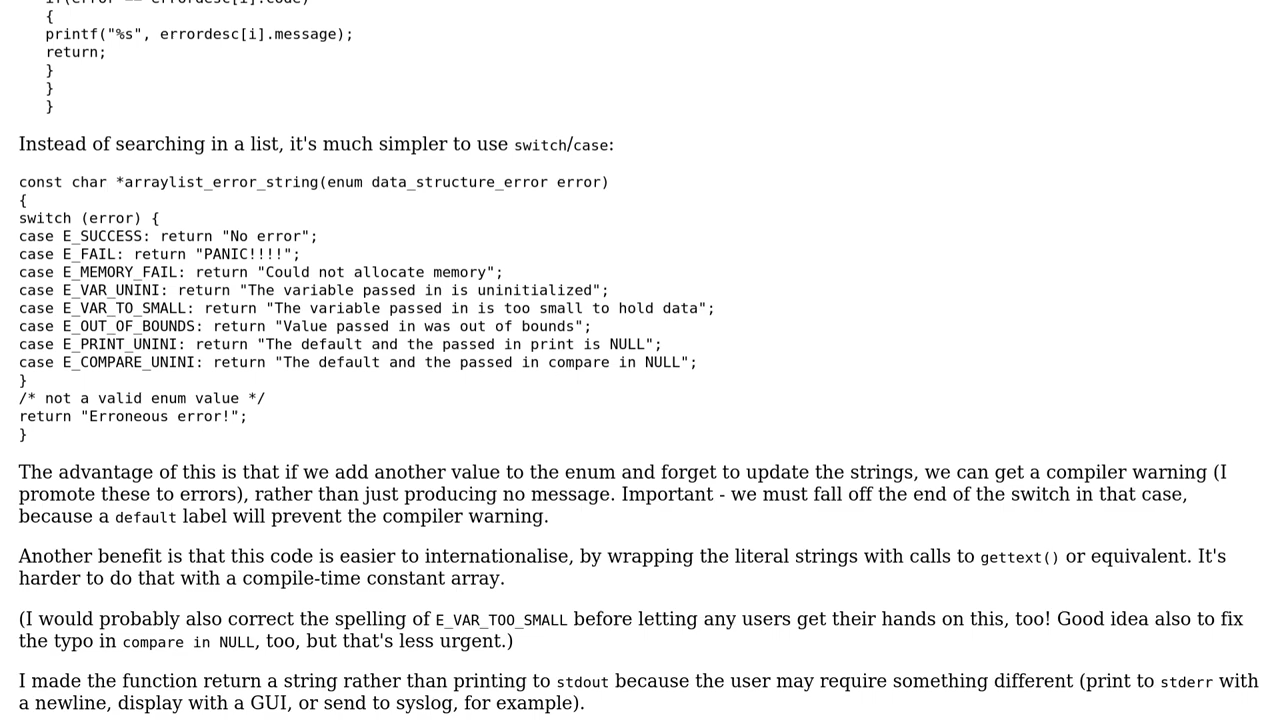 if(error == errordesc[i].code)
{
printf("%s", errordesc[i].message);
return;
}
}
}
Instead of searching in a list, it's much simpler to use switch/case:
const char *arraylist_error_string(enum data_structure_error error)
{
switch (error) {
case E_SUCCESS: return "No error";
case E_FAIL: return "PANIC!!!!";
case E_MEMORY_FAIL: return "Could not allocate memory";
case E_VAR_UNINI: return "The variable passed in is uninitialized";
case E_VAR_TO_SMALL: return "The variable passed in is too small to hold data";
case E_OUT_OF_BOUNDS: return "Value passed in was out of bounds";
case E_PRINT_UNINI: return "The default and the passed in print is NULL";
case E_COMPARE_UNINI: return "The default and the passed in compare in NULL";
}
/* not a valid enum value */
return "Erroneous error!";
}
The advantage of this is that if we add another value to the enum and forget to update the strings, we can get a compiler warning (I
promote these to errors), rather than just producing no message. Important - we must fall off the end of the switch in that case,
because a default label will prevent the compiler warning.
Another benefit is that this code is easier to internationalise, by wrapping the literal strings with calls to gettext() or equivalent. It's
harder to do that with a compile-time constant array.
(I would probably also correct the spelling of E_VAR_TOO_SMALL before letting any users get their hands on this, too! Good idea also to fix
the typo in compare in NULL, too, but that's less urgent.)
I made the function return a string rather than printing to stdout because the user may require something different (print to stderr with
a newline, display with a GUI, or send to syslog, for example).